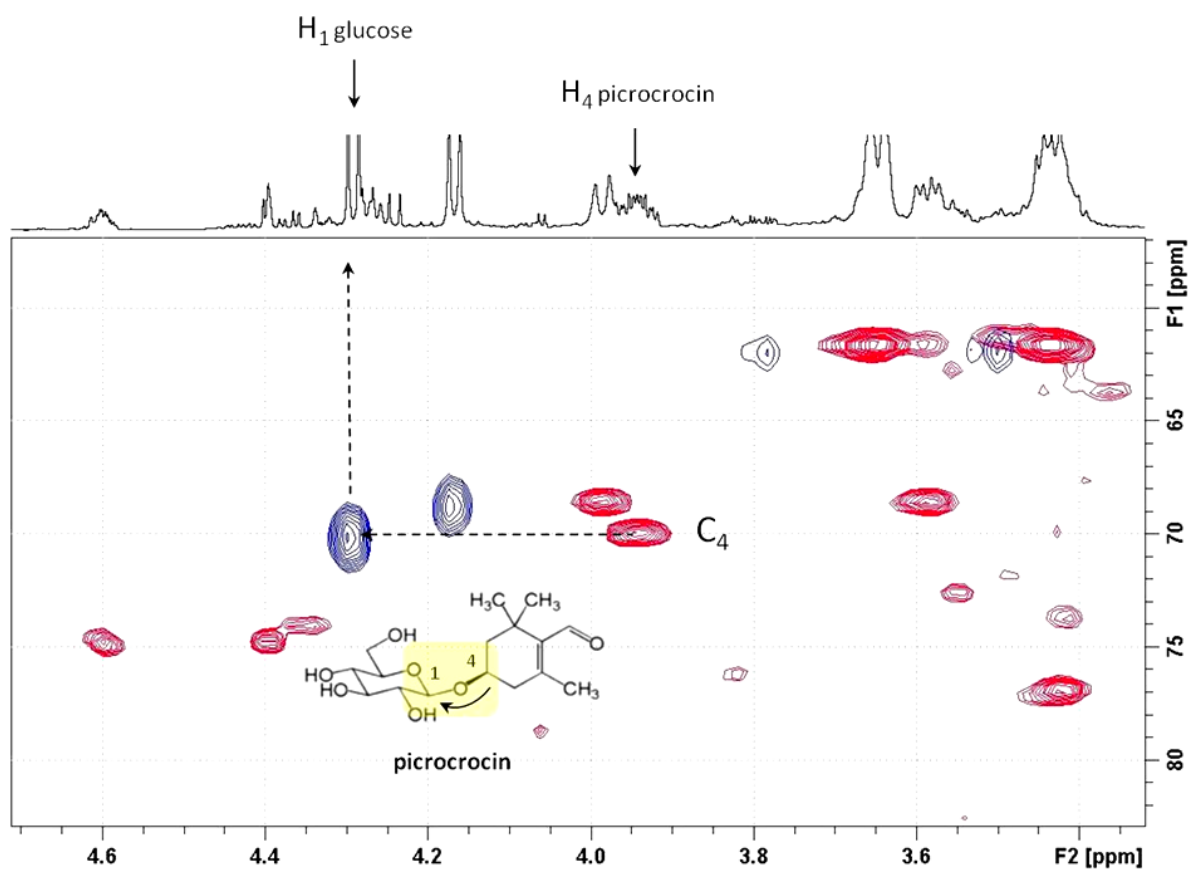 H1 glucose
H4 picrocrocin
F1 [ppm]
65
70
75
80
C4
H3C CH3
O
OH
HO O 1 4
HO O CH3
OH
picrocrocin
4.6 4.4 4.2 4.0 3.8 3.6 F2 [ppm]